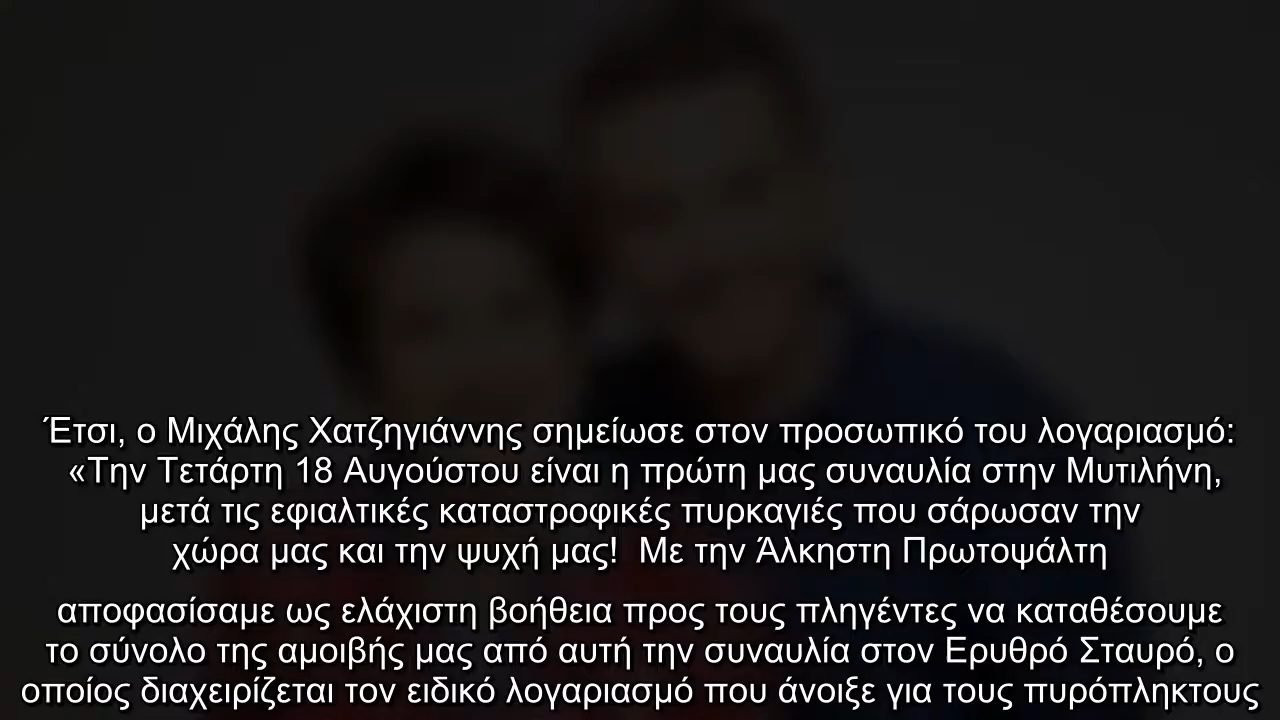 Έτσι, ο Μιχάλης Χατζηγιάννης σημείωσε στον προσωπικό του λογαριασμό:
«Την Τετάρτη 18 Αυγούστου είναι η πρώτη μας συναυλία στην Μυτιλήνη,
μετά τις εφιαλτικές καταστροφικές πυρκαγιές που σάρωσαν την
χώρα μας και την ψυχή μας!  Με την Άλκηστη Πρωτοψάλτη
αποφασίσαμε ως ελάχιστη βοήθεια προς τους πληγέντες να καταθέσουμε
το σύνολο της αμοιβής μας από αυτή την συναυλία στον Ερυθρό Σταυρό, ο
οποίος διαχειρίζεται τον ειδικό λογαριασμό που άνοιξε για τους πυρόπληκτους